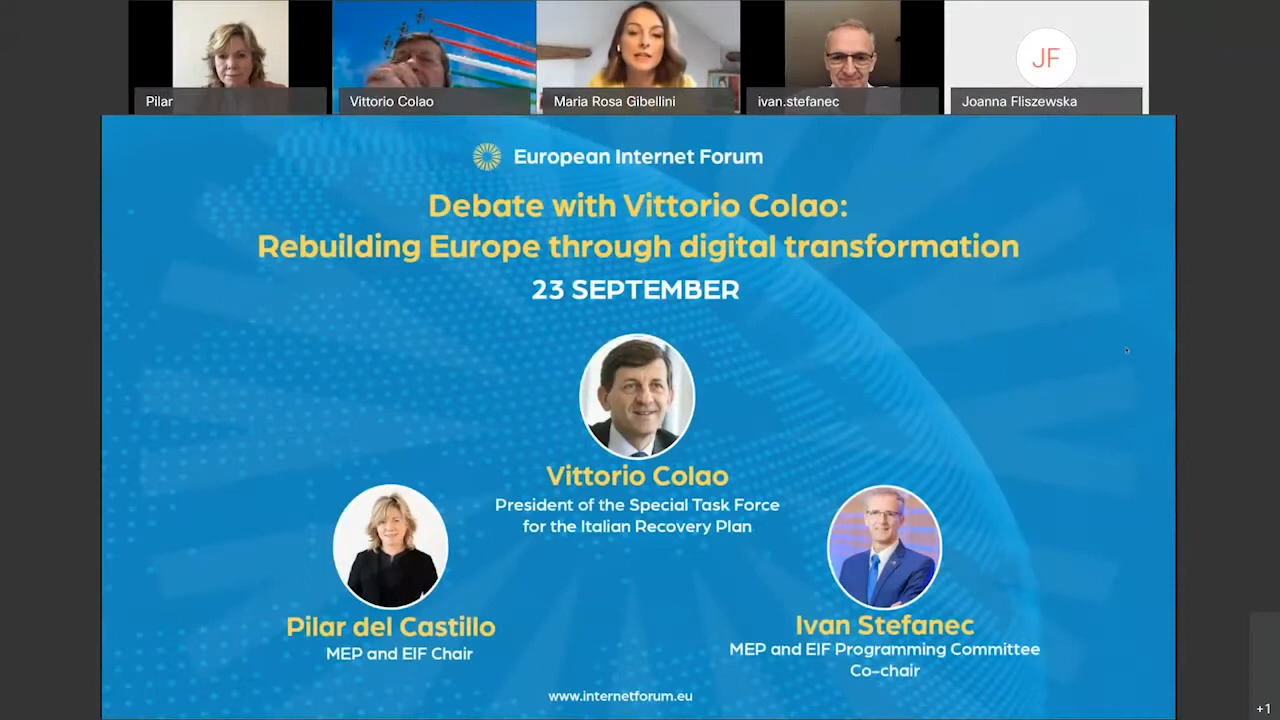 Pilar
Vittorio Colao
Maria Rosa Gibellini
ivan.stefanec
JF
Joanna Fliszewska
European Internet Forum
Debate with Vittorio Colao:
Rebuilding Europe through digital transformation
23 SEPTEMBER
Vittorio Colao
President of the Special Task Force
for the Italian Recovery Plan
Pilar del Castillo
MEP and EIF Chair
Ivan Stefanec
MEP and EIF Programming Committee
Co-chair
www.internetforum.eu
+1